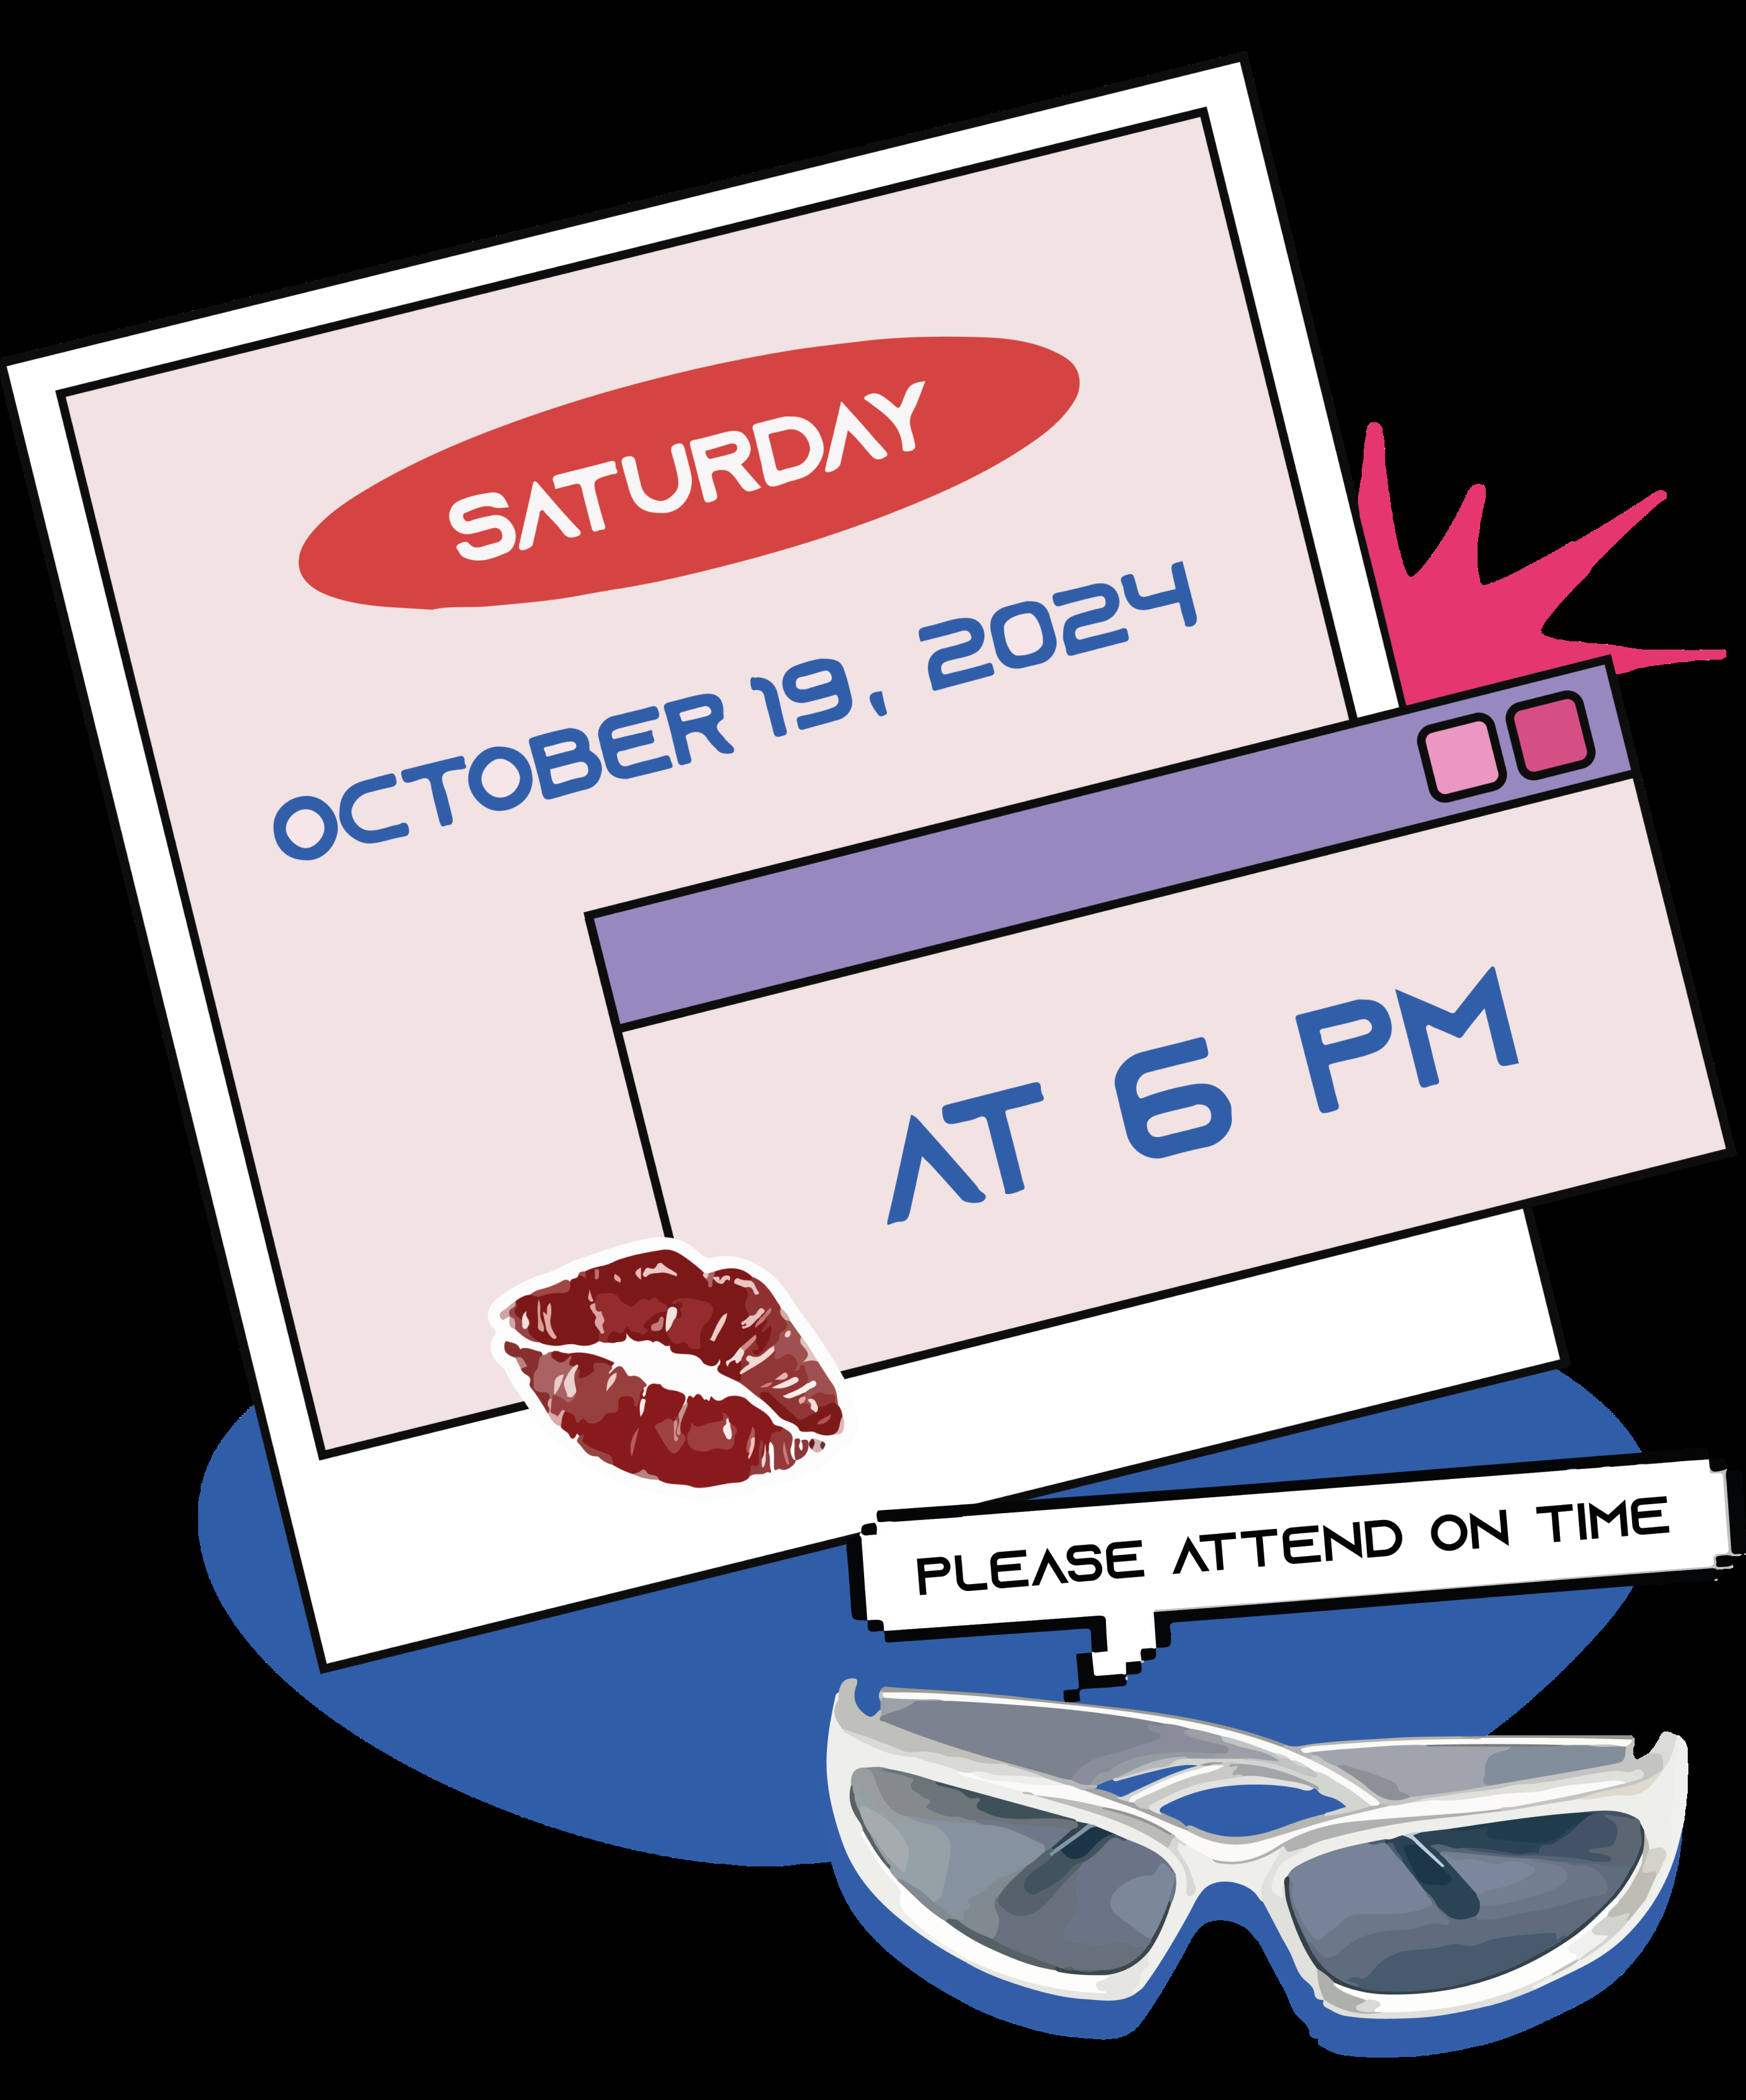 SATURDAY
OCTOBER 19, 2024
AT 6 PM
PLEASE ATTEND ON TIME